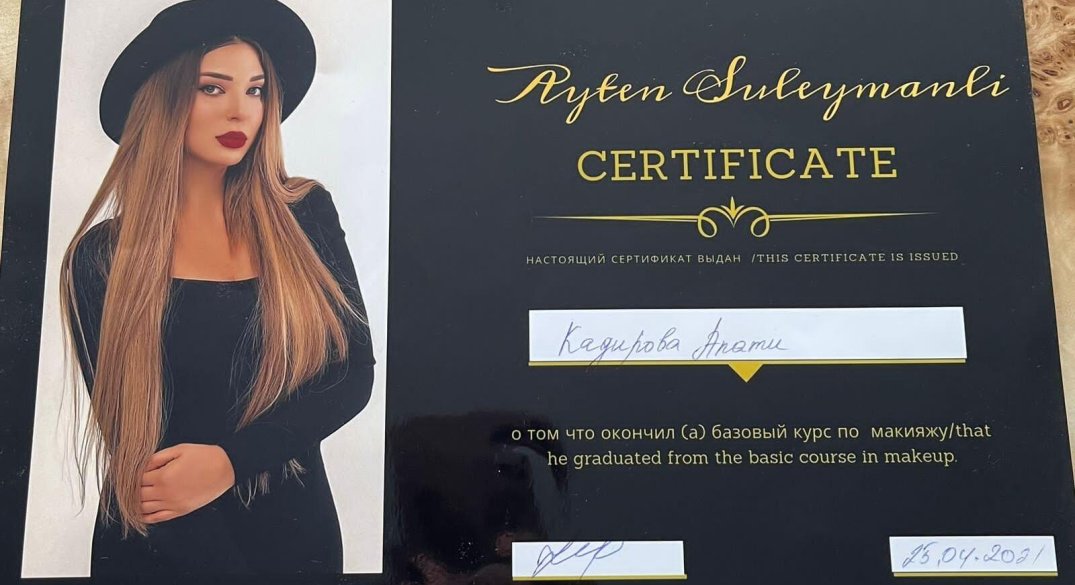 Ayten Suleymanli
CERTIFICATE
НАСТОЯЩИЙ СЕРТИФИКАТ ВЫДАН /THIS CERTIFICATE IS ISSUED
Кадирова Апати
о том что окончил (а) базовый курс по макияжу/that
he graduated from the basic course in makeup.
25.04.2021